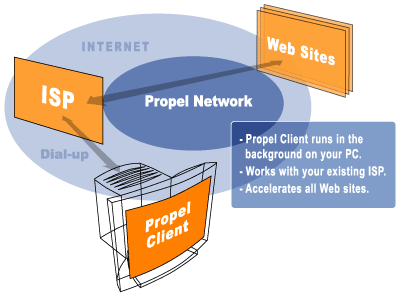 INTERNET
Web Sites
ISP
Propel Network
Dial-up
- Propel Client runs in the
background on your PC.
- Works with your existing ISP.
- Accelerates all Web sites.
Propel
Client